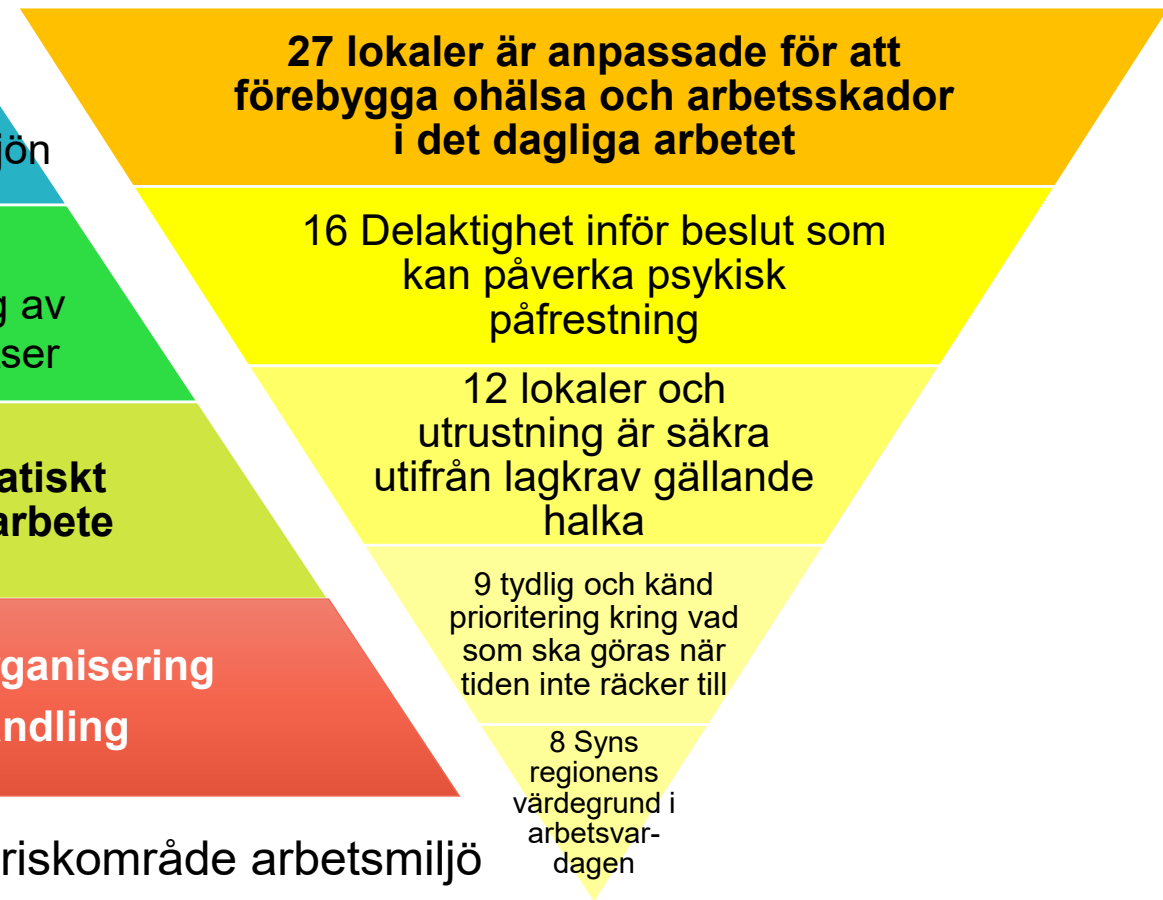 27 lokaler är anpassade för att
förebygga ohälsa och arbetsskador
i det dagliga arbetet
16 Delaktighet inför beslut som
kan påverka psykisk
påfrestning
12 lokaler och
utrustning är säkra
utifrån lagkrav gällande
halka
9 tydlig och känd
prioritering kring vad
som ska göras när
tiden inte räcker till
8 Syns
regionens
värdegrund i
arbetsvar-
dagen
jön
g av
ser
atiskt
arbete
ganisering
ndling
riskområde arbetsmiljö